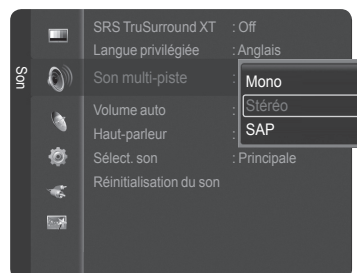 Son
SRS TruSurround XT : Off
Langue privilégiée : Anglais
Son multi-piste :
Mono
Stéréo
SAP
Volume auto :
Haut-parleur :
Sélect. son : Principale
Réinitialisation du son